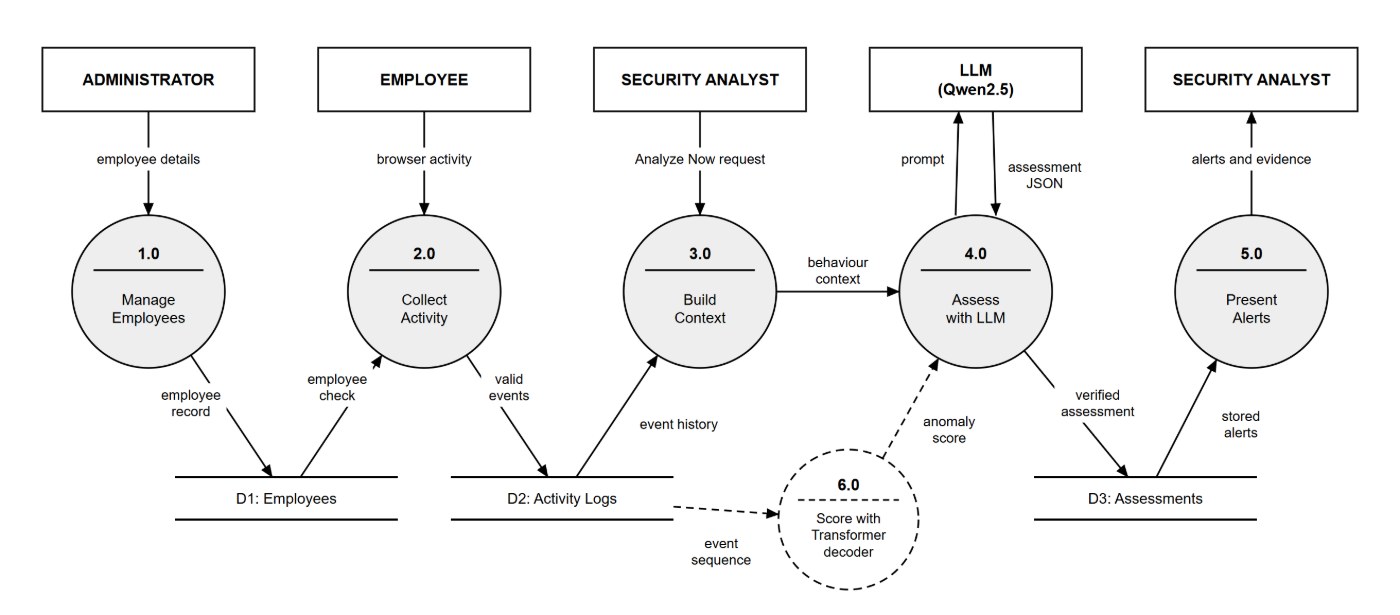 ADMINISTRATOR
EMPLOYEE
SECURITY ANALYST
LLM
(Qwen2.5)
SECURITY ANALYST
employee details
browser activity
Analyze Now request
prompt
assessment
JSON
alerts and evidence
1.0
Manage
Employees
2.0
Collect
Activity
3.0
Build
Context
behaviour
context
4.0
Assess
with LLM
5.0
Present
Alerts
employee
record
employee
check
valid
events
event history
anomaly
score
verified
assessment
stored
alerts
D1: Employees
D2: Activity Logs
event
sequence
6.0
Score with
Transformer
decoder
D3: Assessments